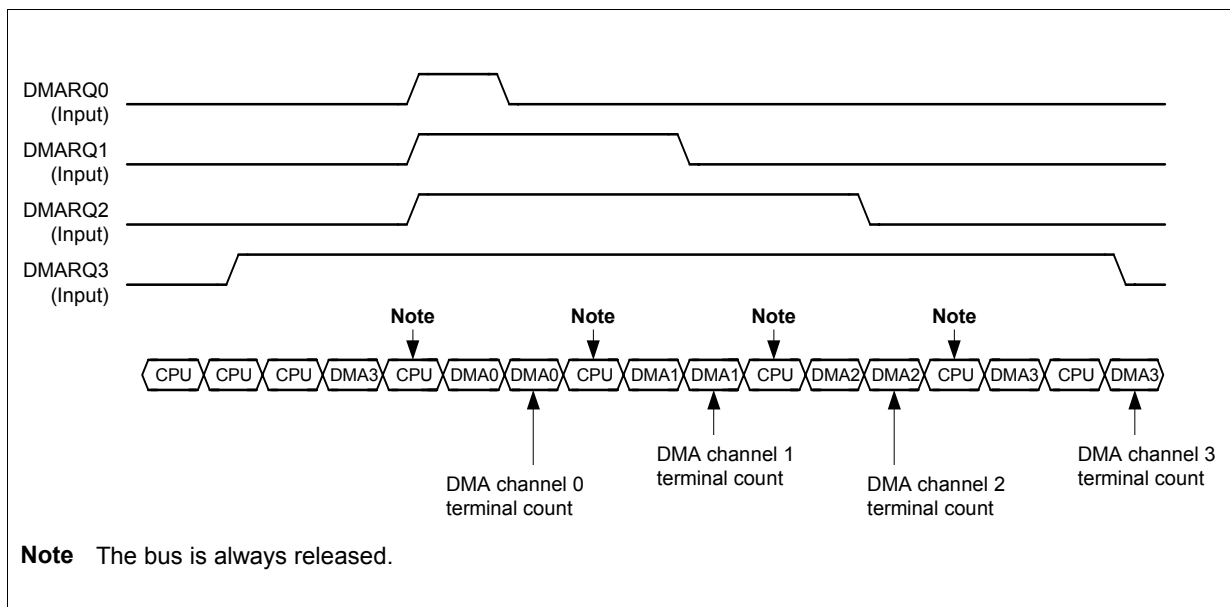 DMARQ0
(Input)
DMARQ1
(Input)
DMARQ2
(Input)
DMARQ3
(Input)
Note Note Note Note
CPU CPU CPU DMA3 CPU DMA0 DMA0 CPU DMA1 DMA1 CPU DMA2 DMA2 CPU DMA3 CPU DMA3
DMA channel 0
terminal count
DMA channel 1
terminal count
DMA channel 2
terminal count
DMA channel 3
terminal count
Note The bus is always released.